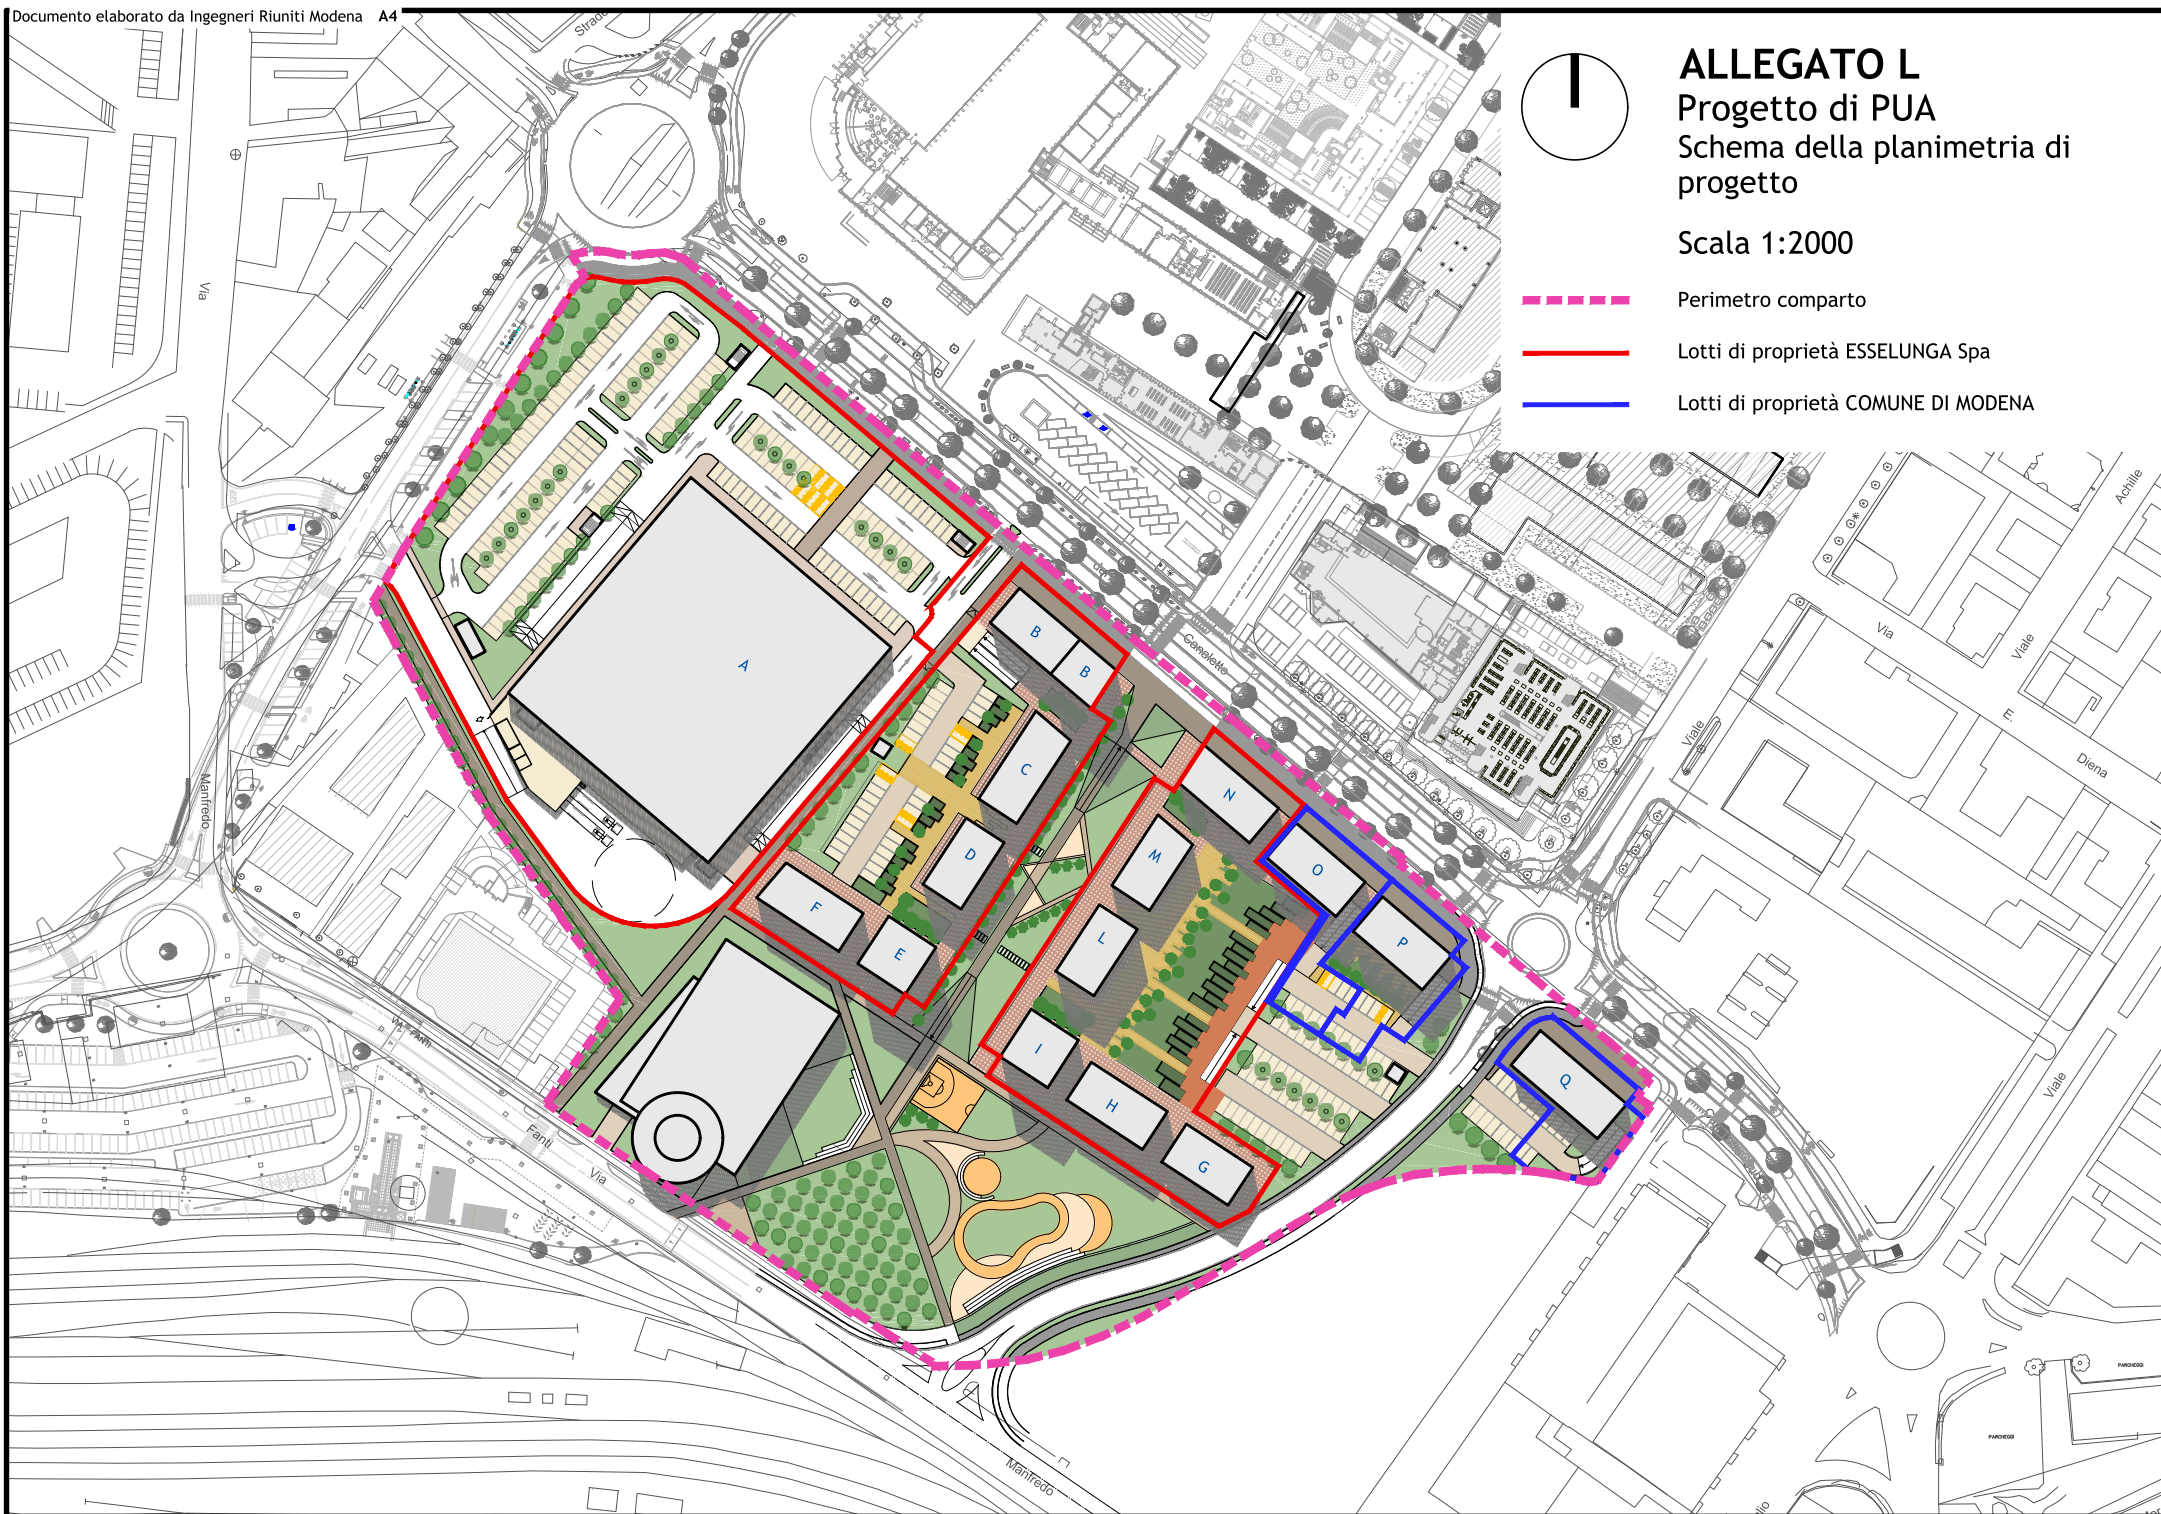 Documento elaborato da Ingegneri Riuniti Modena A4
ALLEGATO L
Progetto di PUA
Schema della planimetria di
progetto
Scala 1:2000
Perimetro comparto
Lotti di proprietà ESSELUNGA Spa
Lotti di proprietà COMUNE DI MODENA
Via
Manfredo
Canaletto
Achille
Via
Viale
E.
Diena
Viale
Viale
A
B
B
C
D
E
F
N
M
L
I
H
G
O
P
Q
Fanti
Via
Manfredo
PARCHEGGI
PARCHEGGI